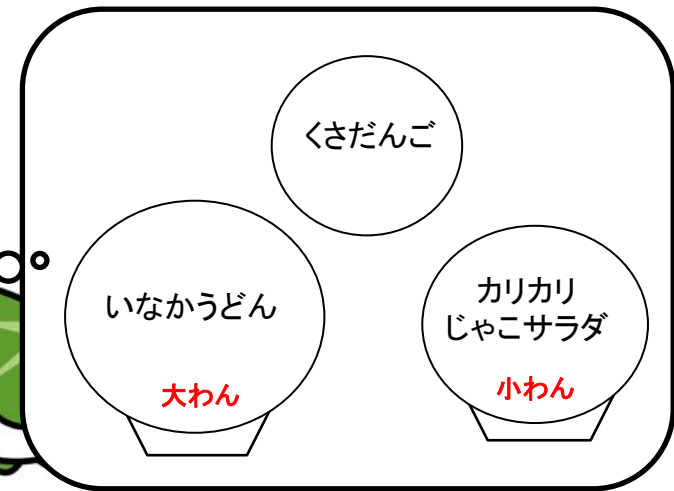 くさだんご
いなかうどん
大わん
カリカリ
じゃこサラダ
小わん